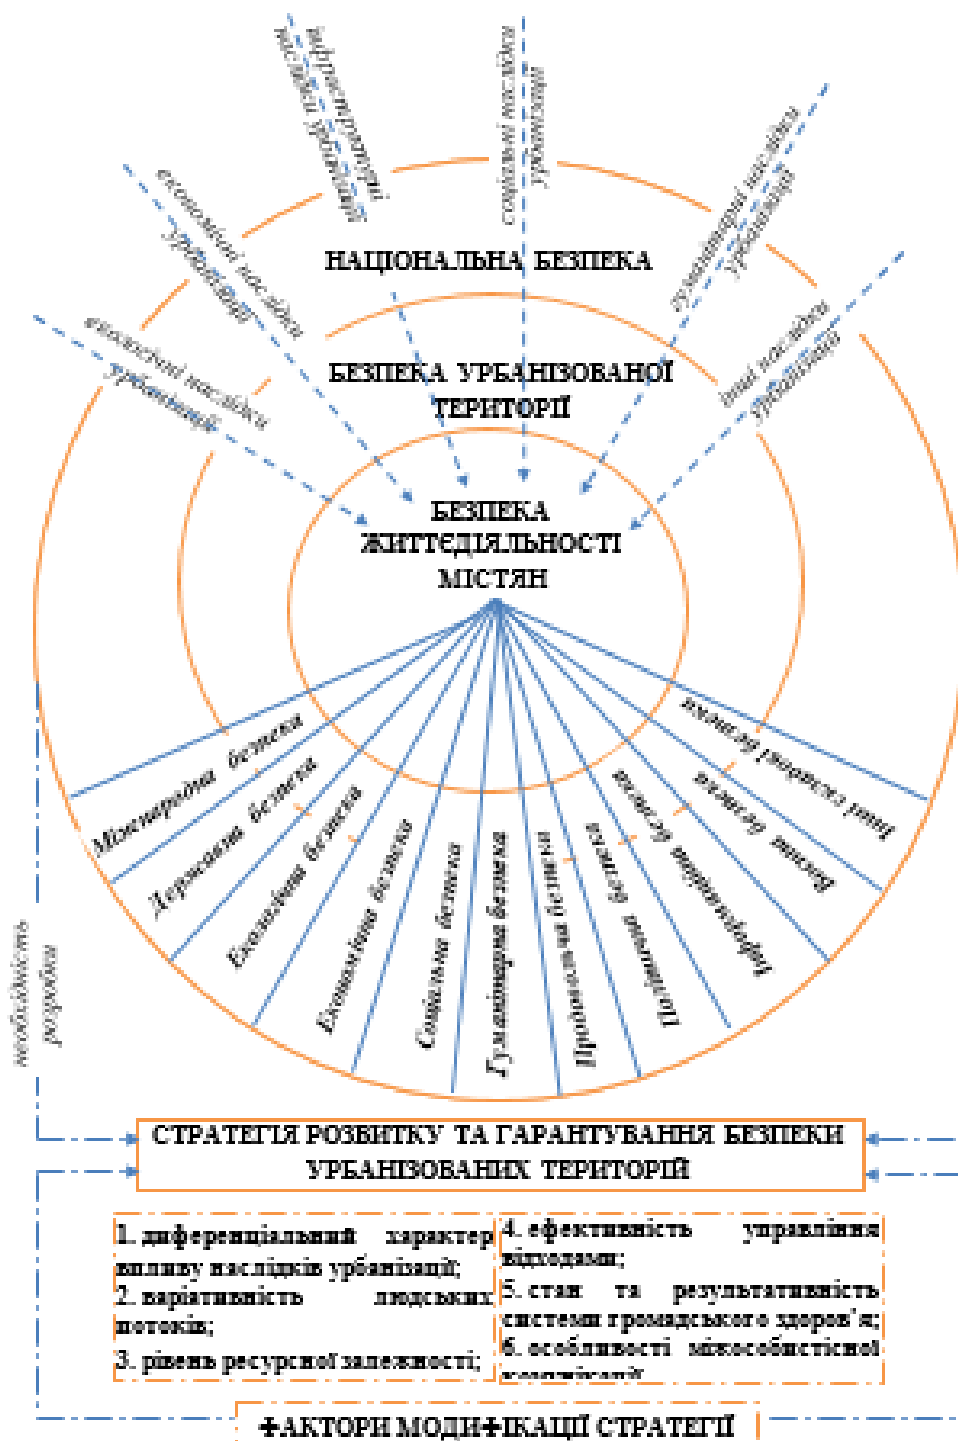 інфраструктурні
наслідки урбанізації
соціальні наслідки
урбанізації
економічні наслідки
урбанізації
гуманітарні наслідки
урбанізації
екологічні наслідки
урбанізації
інші наслідки
урбанізації
НАЦІОНАЛЬНА БЕЗПЕКА
БЕЗПЕКА УРБАНІЗОВАНОЇ
ТЕРИТОРІЇ
БЕЗПЕКА
ЖИТТЄДІЯЛЬНОСТІ
МІСТЯН
Міжнародна безпека
Державна безпека
Екологічна безпека
Економічна безпека
Соціальна безпека
Гуманітарна безпека
Продовольча безпека
Політична безпека
Інформаційна безпека
Воєнна безпека
Інші складові безпеки
необхідність
розробки
СТРАТЕГІЯ РОЗВИТКУ ТА ГАРАНТУВАННЯ БЕЗПЕКИ
УРБАНІЗОВАНИХ ТЕРИТОРІЙ
1. диференціальний характер
впливу наслідків урбанізації;
2. варіативність людських
потоків;
3. рівень ресурсної залежності;
4. ефективність управління
відходами;
5. стан та результативність
системи громадського здоров'я;
6. особливості міжособистісної
комунікації
ФАКТОРИ МОДИФІКАЦІЇ СТРАТЕГІЇ